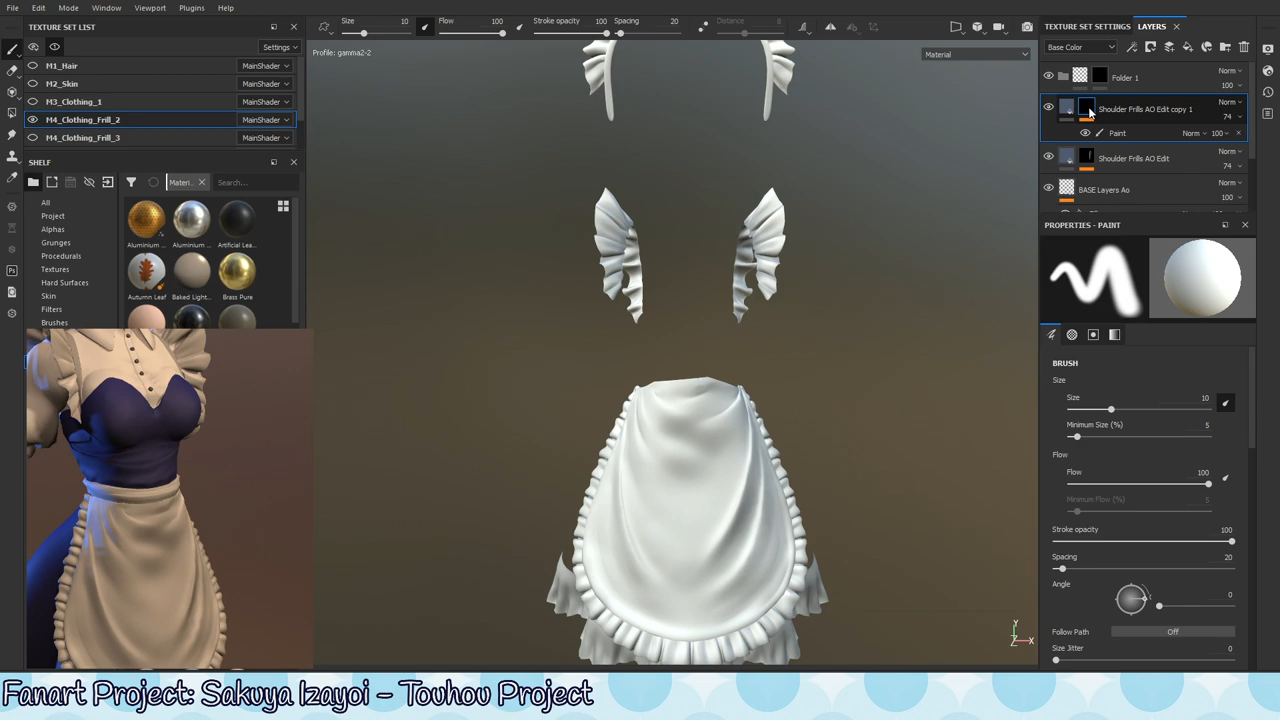 File Edit Mode Window Viewport Plugins Help
TEXTURE SET LIST
Settings
M1_Hair MainShader
M2_Skin MainShader
M3_Clothing_1 MainShader
M4_Clothing_Frill_2 MainShader
M4_Clothing_Frill_3 MainShader
SHELF
Materi... Search...
All
Project
Alphas
Grunges
Procedurals
Textures
Hard Surfaces
Skin
Filters
Brushes
Aluminium ... Aluminium ... Artificial Lea...
Autumn Leaf Baked Light... Brass Pure
Size 10 Flow 100 Stroke opacity 100 Spacing 20 Distance 8
Profile: gamma2-2
Material
Y
Z X
TEXTURE SET SETTINGS LAYERS
Base Color
Folder 1 Norm 100
Shoulder Frills AO Edit copy 1 Norm 74
Paint Norm 100
Shoulder Frills AO Edit Norm 74
BASE Layers Ao Norm 100
PROPERTIES - PAINT
BRUSH
Size
Size 10
Minimum Size (%) 5
Flow
Flow 100
Minimum Flow (%) 5
Stroke opacity 100
Spacing 20
Angle 0
Follow Path Off
Size Jitter 0
Ps
Fanart Project: Sakuya Izayoi - Touhou Project